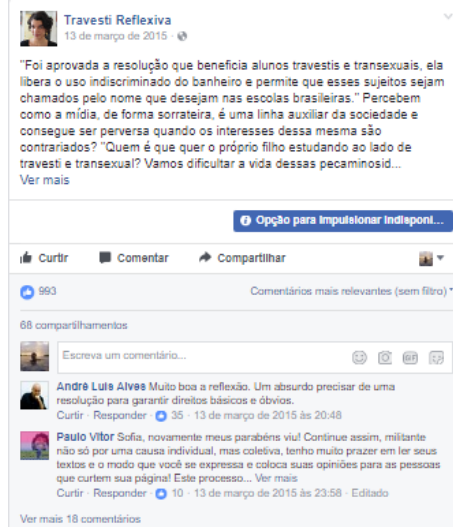 Travesti Reflexiva
13 de março de 2015 ·
"Foi aprovada a resolução que beneficia alunos travestis e transexuais, ela
libera o uso indiscriminado do banheiro e permite que esses sujeitos sejam
chamados pelo nome que desejam nas escolas brasileiras." Percebem
como a mídia, de forma sorrateira, é uma linha auxiliar da sociedade e
consegue ser perversa quando os interesses dessa mesma são
contrariados? "Quem é que quer o próprio filho estudando ao lado de
travesti e transexual? Vamos dificultar a vida dessas pecaminosid...
Ver mais
Opção para impulsionar indisponí...
Curtir Comentar Compartilhar
993 Comentários mais relevantes (sem filtro)
68 compartilhamentos
Escreva um comentário...
GIF
André Luis Alves Muito boa a reflexão. Um absurdo precisar de uma
resolução para garantir direitos básicos e óbvios.
Curtir · Responder · 35 · 13 de março de 2015 às 20:48
Paulo Vitor Sofia, novamente meus parabéns viu! Continue assim, militante
não só por uma causa individual, mas coletiva, tenho muito prazer em ler seus
textos e o modo que você se expressa e coloca suas opiniões para as pessoas
que curtem sua página! Este processo... Ver mais
Curtir · Responder · 10 · 13 de março de 2015 às 23:58 · Editado
Ver mais 18 comentários